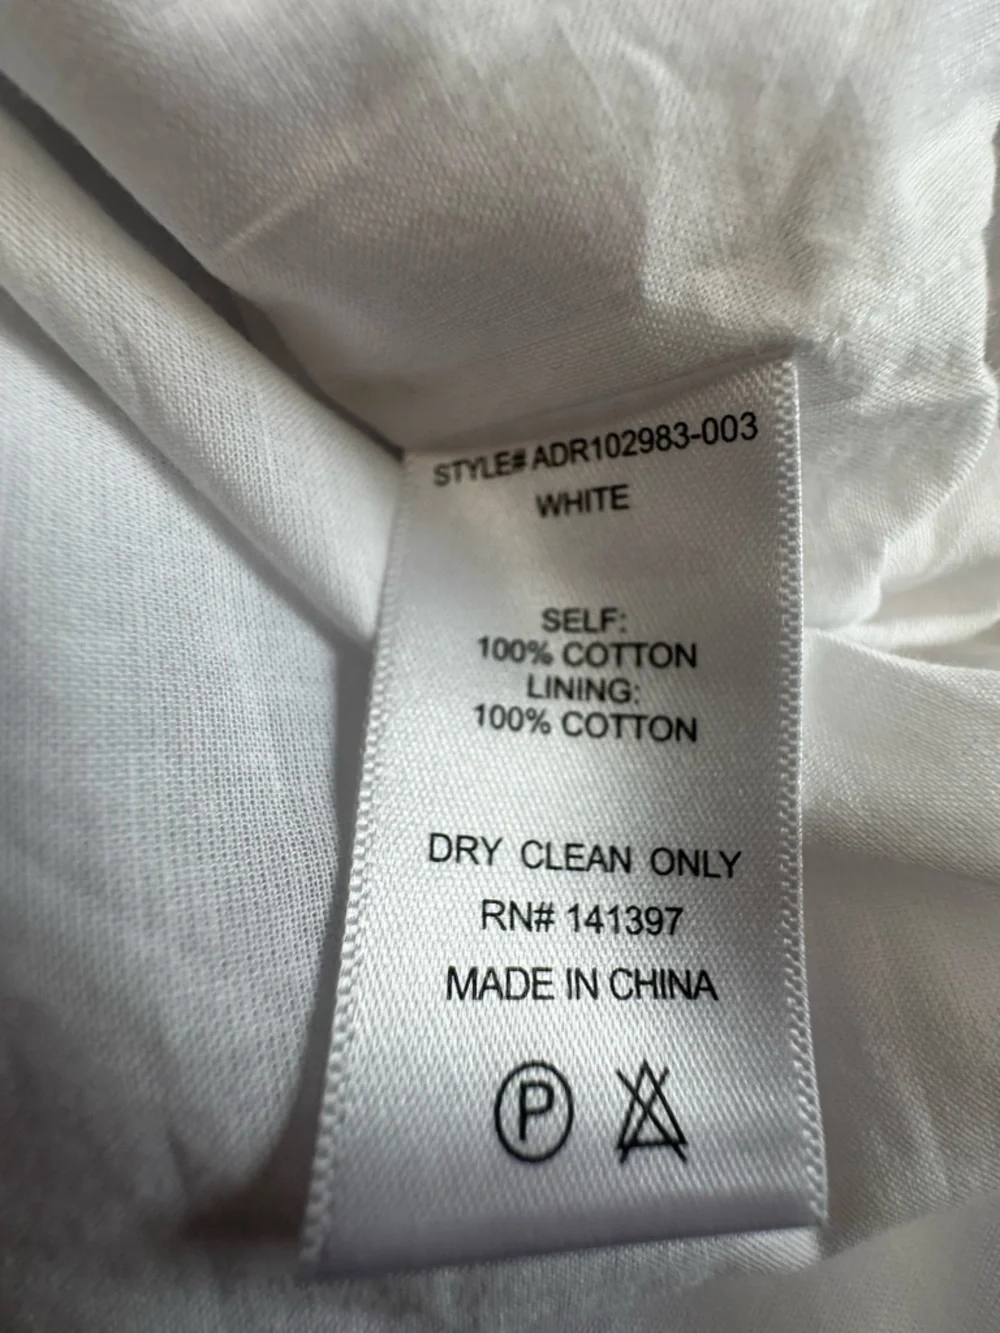 STYLE# ADR102983-003
WHITE
SELF:
100% COTTON
LINING:
100% COTTON
DRY CLEAN ONLY
RN# 141397
MADE IN CHINA
P